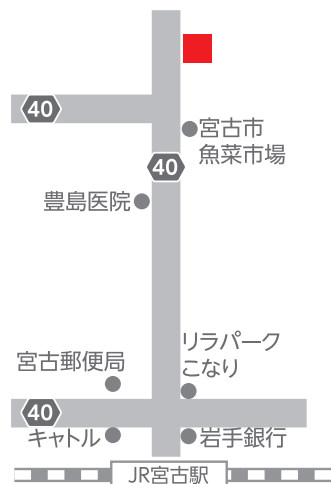 40
宮古市
魚菜市場
40
豊島医院
リラパーク
こなり
宮古郵便局
40
キャトル
岩手銀行
JR宮古駅